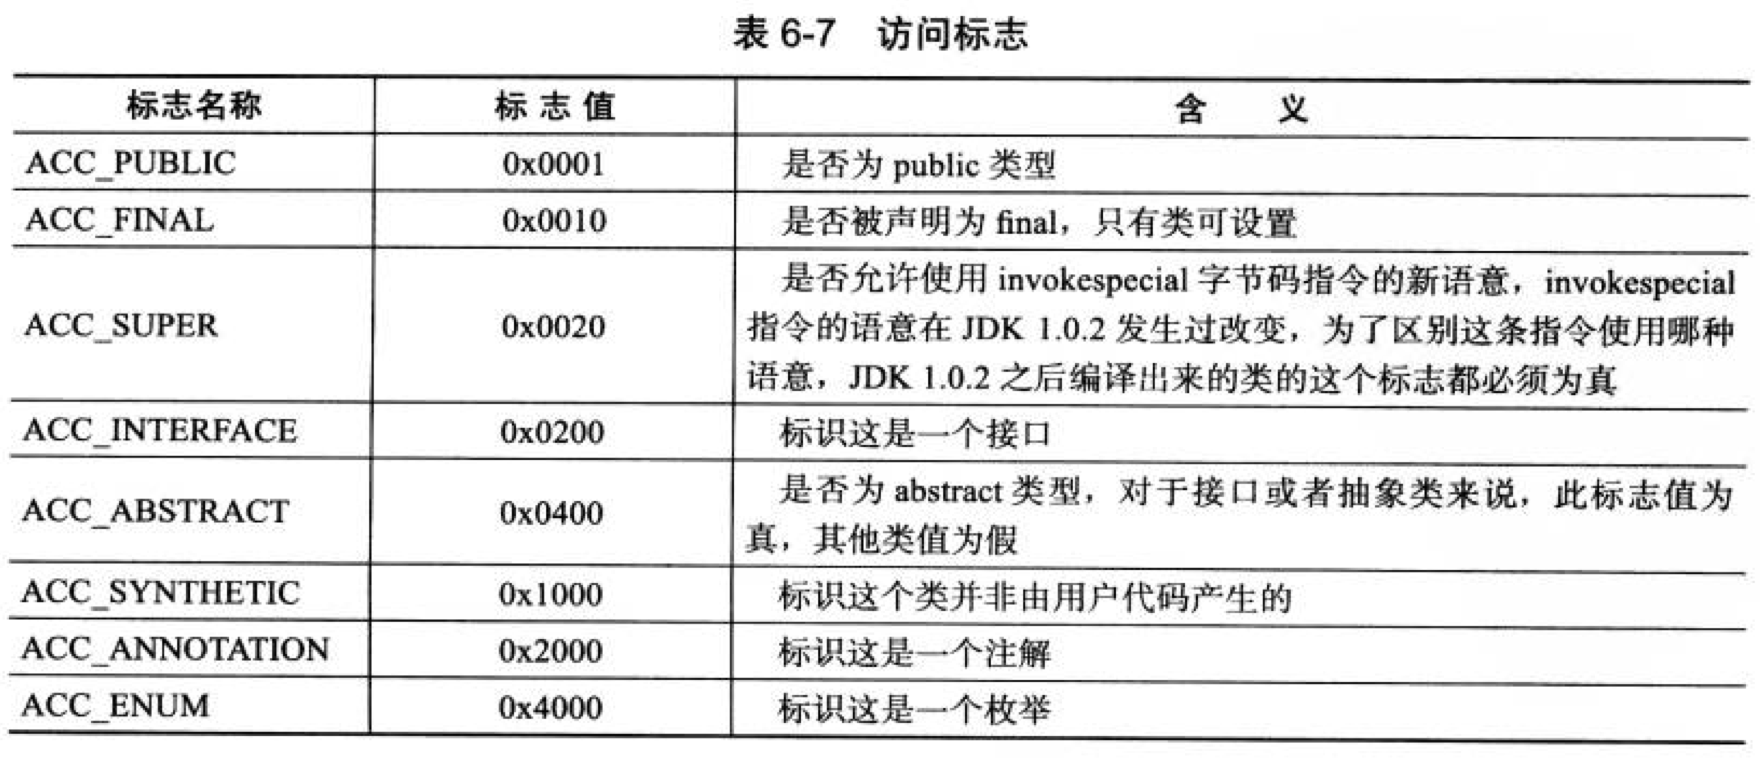 表 6-7 访问标志
标志名称 标 志 值 含 义
ACC_PUBLIC 0x0001 是否为 public 类型
ACC_FINAL 0x0010 是否被声明为 final，只有类可设置
ACC_SUPER 0x0020 是否允许使用 invokespecial 字节码指令的新语意，invokespecial
指令的语意在 JDK 1.0.2 发生过改变，为了区别这条指令使用哪种
语意，JDK 1.0.2 之后编译出来的类的这个标志都必须为真
ACC_INTERFACE 0x0200 标识这是一个接口
ACC_ABSTRACT 0x0400 是否为 abstract 类型，对于接口或者抽象类来说，此标志值为
真，其他类值为假
ACC_SYNTHETIC 0x1000 标识这个类并非由用户代码产生的
ACC_ANNOTATION 0x2000 标识这是一个注解
ACC_ENUM 0x4000 标识这是一个枚举